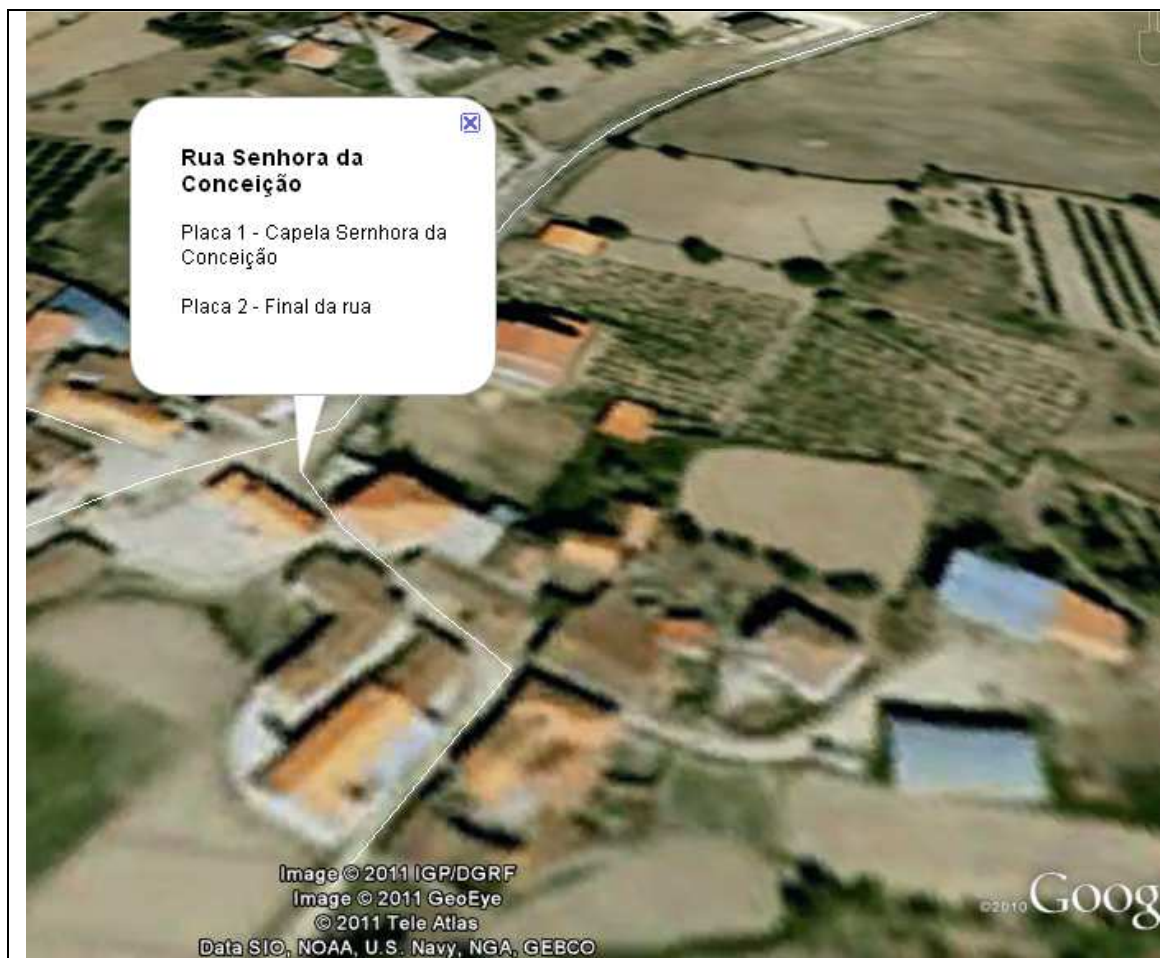 Rua Senhora da
Conceição
Placa 1 - Capela Sernhora da
Conceição
Placa 2 - Final da rua
Image © 2011 IGP/DGRF
Image © 2011 GeoEye
© 2011 Tele Atlas
Data SIO, NOAA, U.S. Navy, NGA, GEBCO
©2010 Goog